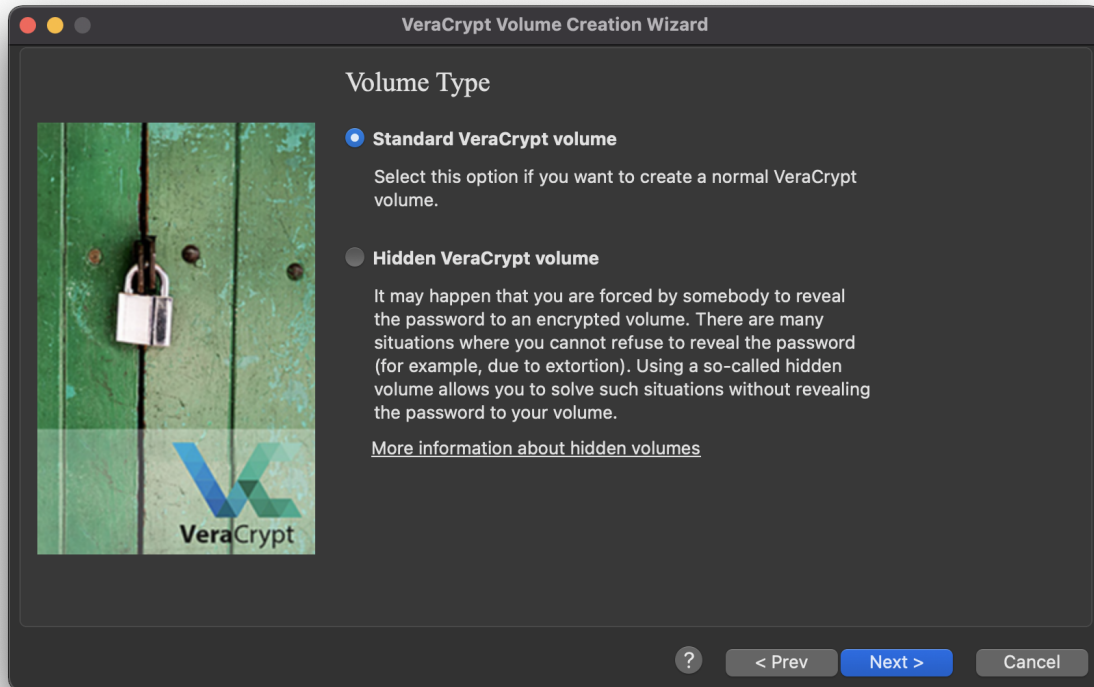 VeraCrypt Volume Creation Wizard
Volume Type
Standard VeraCrypt volume
Select this option if you want to create a normal VeraCrypt
volume.
Hidden VeraCrypt volume
It may happen that you are forced by somebody to reveal
the password to an encrypted volume. There are many
situations where you cannot refuse to reveal the password
(for example, due to extortion). Using a so-called hidden
volume allows you to solve such situations without revealing
the password to your volume.
More information about hidden volumes
VeraCrypt
?
< Prev
Next >
Cancel